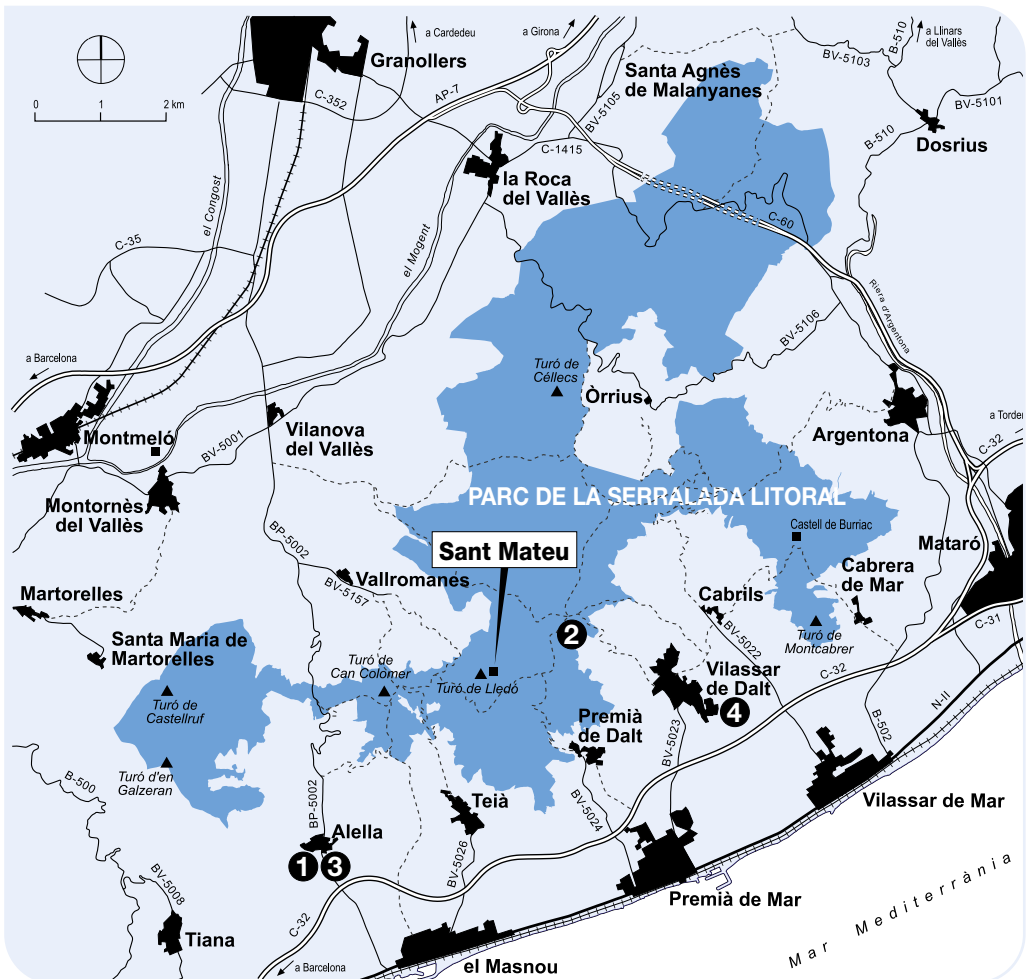 a Cardedeu
a Girona
a Llinars
del Vallès
Granollers
BV-5103
B-510
Santa Agnès
de Malanyanes
0 1 2 km
C-352
AP-7
BV-5105
BV-5101
B-510
Dosrius
C-1415
la Roca
del Vallès
el Congost
el Mogent
C-60
C-35
Riera d'Argentona
BV-5106
a Barcelona
Turó de
Céllecs
Òrrius
Argentona
a Torder
C-32
Montmeló
Vilanova
del Vallès
BV-5001
Montornès
del Vallès
PARC DE LA SERRALADA LITORAL
Castell de Burriac
BP-5002
Sant Mateu
Mataró
Vallromanes
BV-5157
Cabrera
de Mar
Martorelles
Cabrils
C-31
2
BV-5022
Santa Maria de
Martorelles
Turó de
Can Colomer
Turó de
Montcabrer
Turó de Lledó
Vilassar
de Dalt
C-32
Turó de
Castellruf
4
N-II
Premià
de Dalt
B-502
BV-5023
Turó d'en
Galzeran
B-500
Teià
Vilassar de Mar
BP-5002
Alella
BV-5024
1 3
BV-5026
BV-5008
Premià de Mar
C-32
Tiana
Mar Mediterrània
a Barcelona
el Masnou